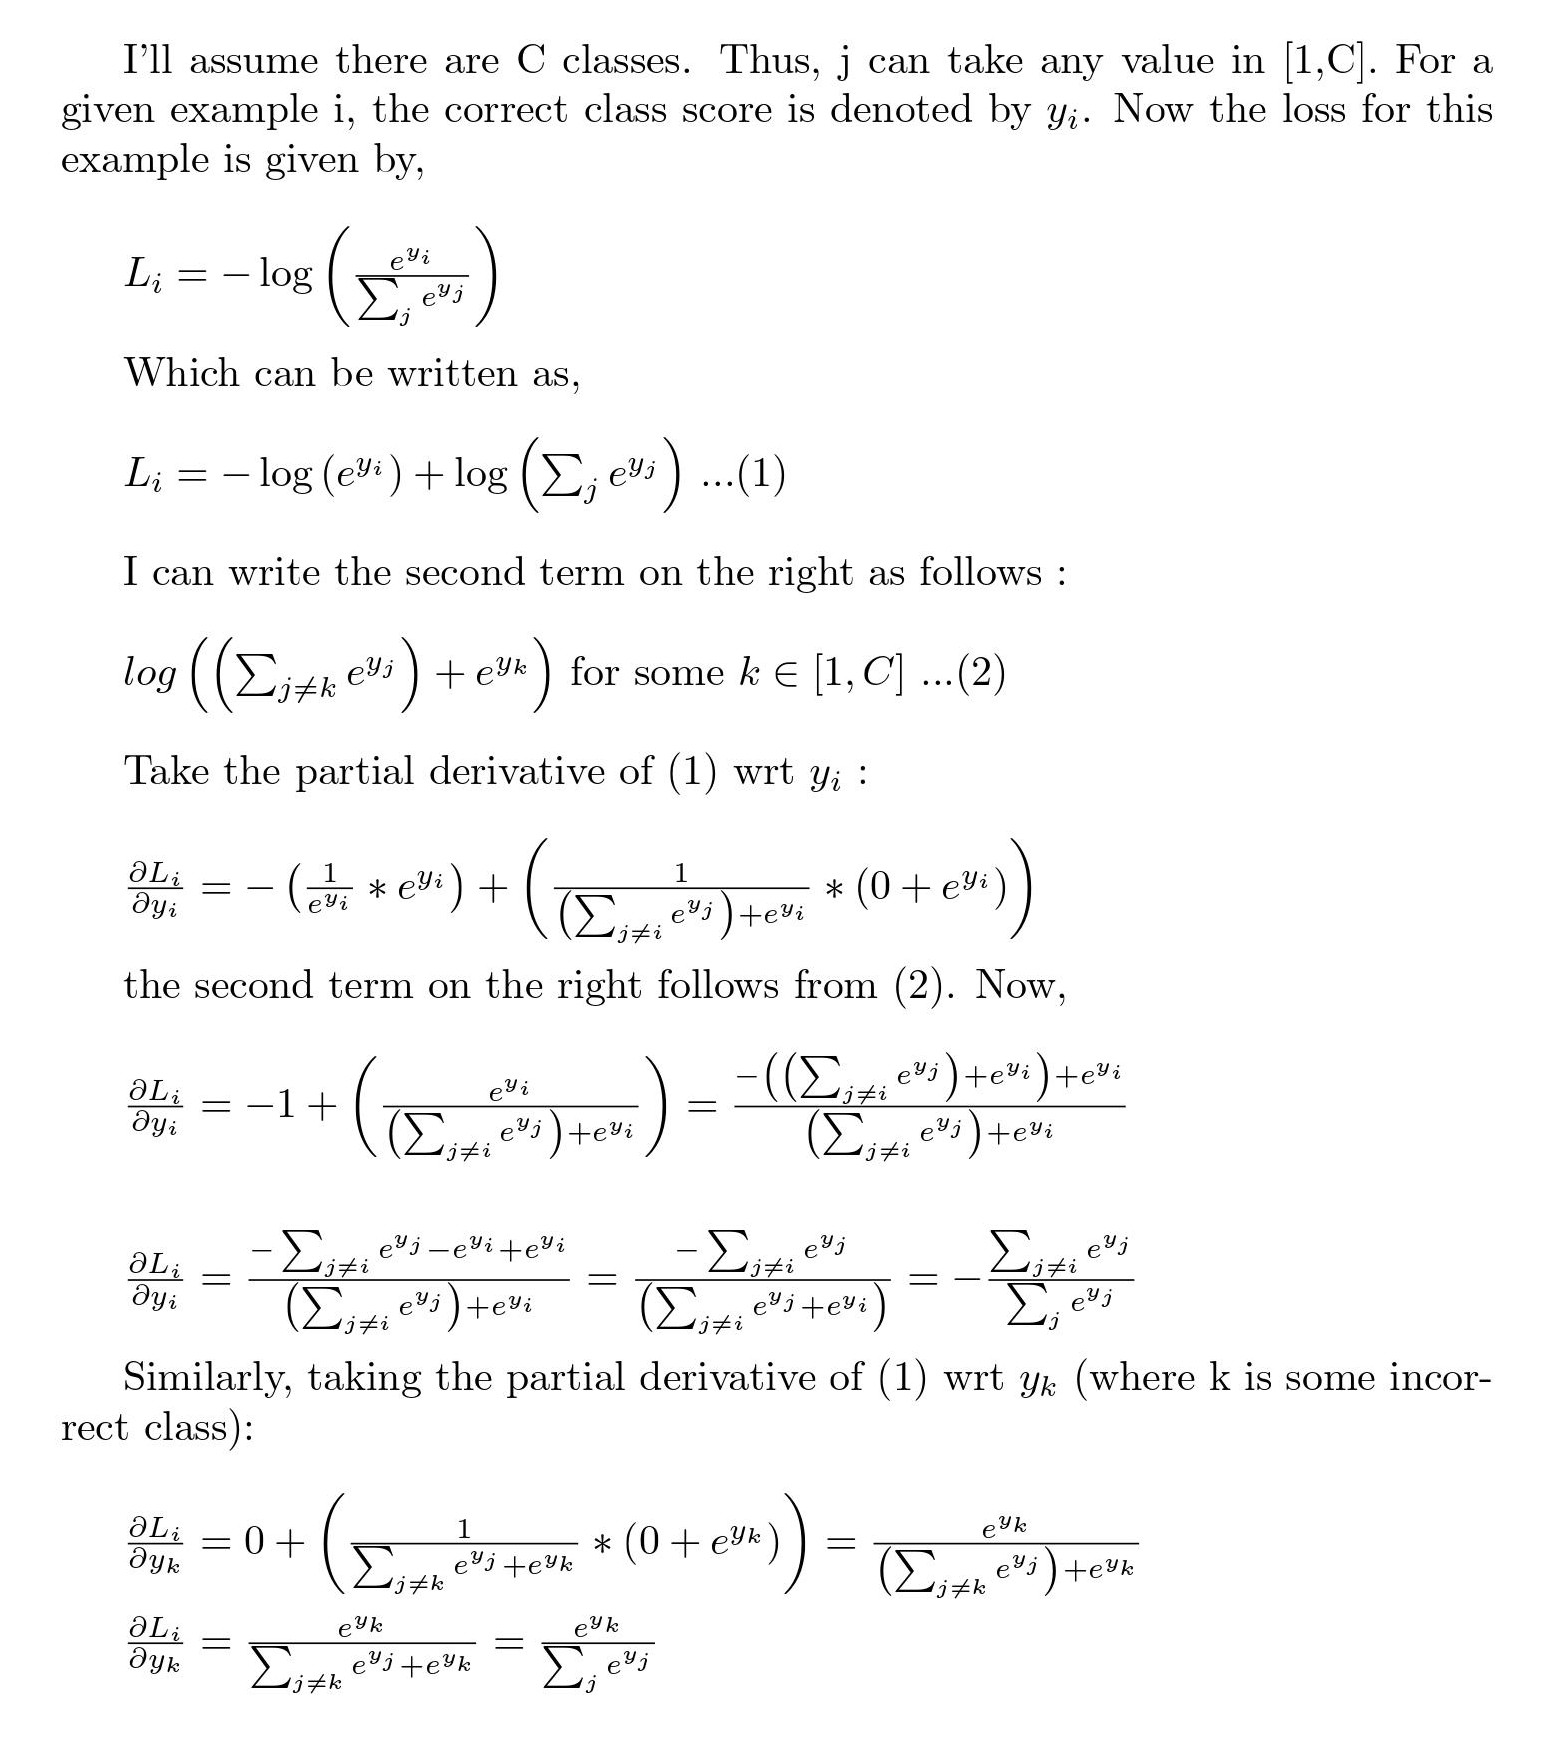 I'll assume there are C classes. Thus, j can take any value in [1,C]. For a
given example i, the correct class score is denoted by $y_i$. Now the loss for this
example is given by,
$L_i = -\log\left(\frac{e^{y_i}}{\sum_j e^{y_j}}\right)$
Which can be written as,
$L_i = -\log\left(e^{y_i}\right) + \log\left(\sum_j e^{y_j}\right)$ ...(1)
I can write the second term on the right as follows :
$log\left(\left(\sum_{j \neq k} e^{y_j}\right) + e^{y_k}\right)$ for some $k \in [1, C]$ ...(2)
Take the partial derivative of (1) wrt $y_i$ :
$\frac{\partial L_i}{\partial y_i} = -\left(\frac{1}{e^{y_i}} * e^{y_i}\right) + \left(\frac{1}{\left(\sum_{j \neq i} e^{y_j}\right) + e^{y_i}} * (0 + e^{y_i})\right)$
the second term on the right follows from (2). Now,
$\frac{\partial L_i}{\partial y_i} = -1 + \left(\frac{e^{y_i}}{\left(\sum_{j \neq i} e^{y_j}\right) + e^{y_i}}\right) = \frac{-\left(\left(\sum_{j \neq i} e^{y_j}\right) + e^{y_i}\right) + e^{y_i}}{\left(\sum_{j \neq i} e^{y_j}\right) + e^{y_i}}$
$\frac{\partial L_i}{\partial y_i} = \frac{-\sum_{j \neq i} e^{y_j} - e^{y_i} + e^{y_i}}{\left(\sum_{j \neq i} e^{y_j}\right) + e^{y_i}} = \frac{-\sum_{j \neq i} e^{y_j}}{\left(\sum_{j \neq i} e^{y_j} + e^{y_i}\right)} = -\frac{\sum_{j \neq i} e^{y_j}}{\sum_j e^{y_j}}$
Similarly, taking the partial derivative of (1) wrt $y_k$ (where k is some incor-
rect class):
$\frac{\partial L_i}{\partial y_k} = 0 + \left(\frac{1}{\sum_{j \neq k} e^{y_j} + e^{y_k}} * (0 + e^{y_k})\right) = \frac{e^{y_k}}{\left(\sum_{j \neq k} e^{y_j}\right) + e^{y_k}}$
$\frac{\partial L_i}{\partial y_k} = \frac{e^{y_k}}{\sum_{j \neq k} e^{y_j} + e^{y_k}} = \frac{e^{y_k}}{\sum_j e^{y_j}}$